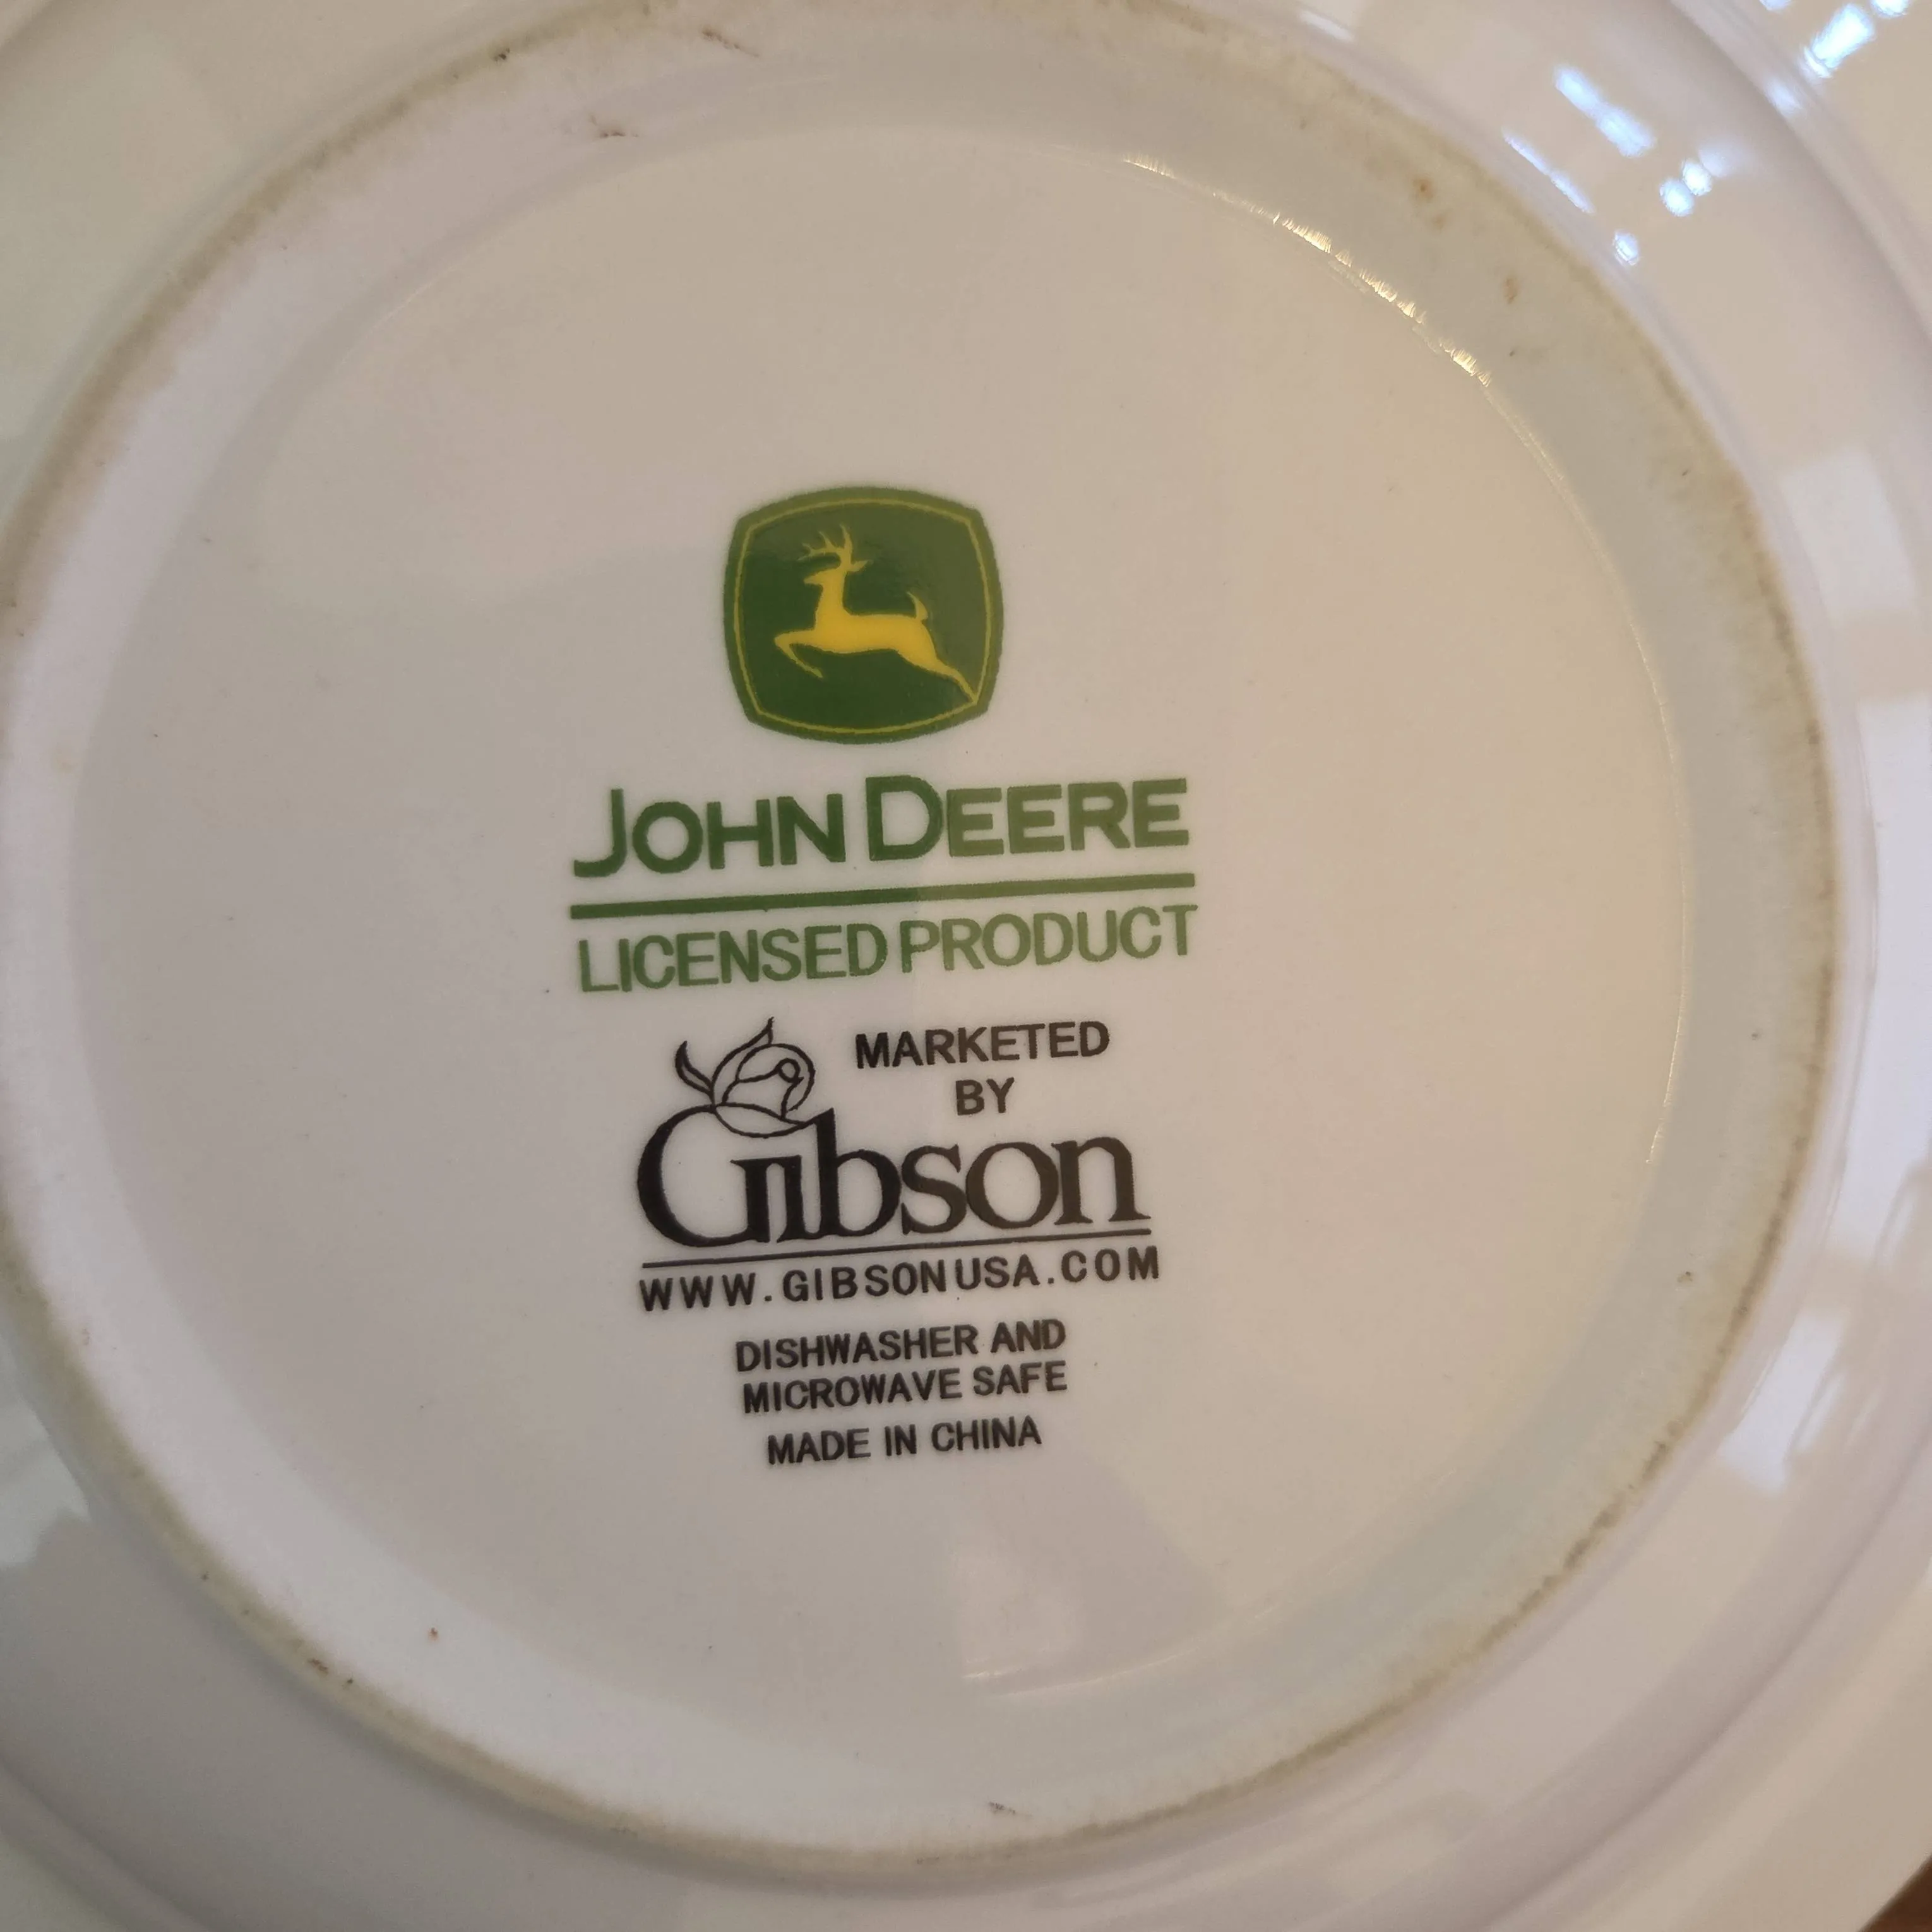 JOHN DEERE
LICENSED PRODUCT
MARKETED
BY
Gibson
WWW.GIBSONUSA.COM
DISHWASHER AND
MICROWAVE SAFE
MADE IN CHINA